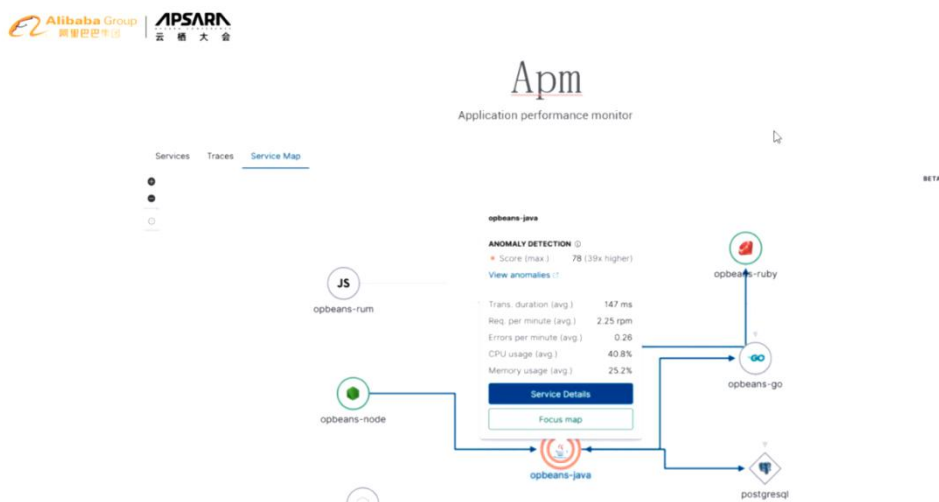 Alibaba Group
阿里巴巴集团
APSARA
云栖大会
Apm
Application performance monitor
Services Traces Service Map
BETA
opbeans-java
ANOMALY DETECTION
Score (max.) 78 (39x higher)
View anomalies
opbeans-ruby
JS
opbeans-rum
Trans. duration (avg.) 147 ms
Req. per minute (avg.) 2.25 rpm
Errors per minute (avg.) 0.26
CPU usage (avg.) 40.8%
Memory usage (avg.) 25.2%
GO
opbeans-go
Service Details
Focus map
opbeans-node
opbeans-java
postgresql